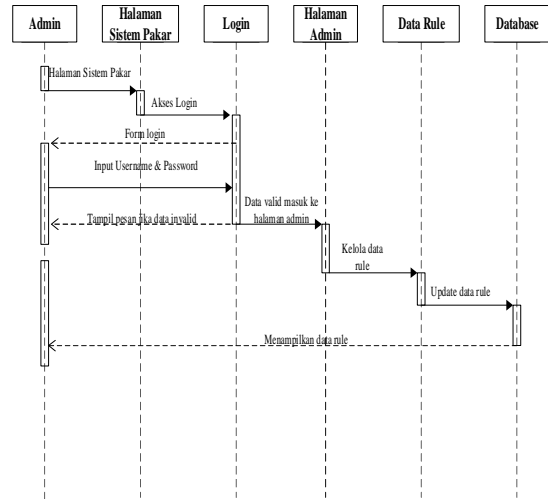 Admin
Halaman
Sistem Pakar
Login
Halaman
Admin
Data Rule
Database
Halaman Sistem Pakar
Akses Login
Form login
Input Username & Password
Data valid masuk ke
halaman admin
Tampil pesan jika data invalid
Kelola data
rule
Update data rule
Menampilkan data rule